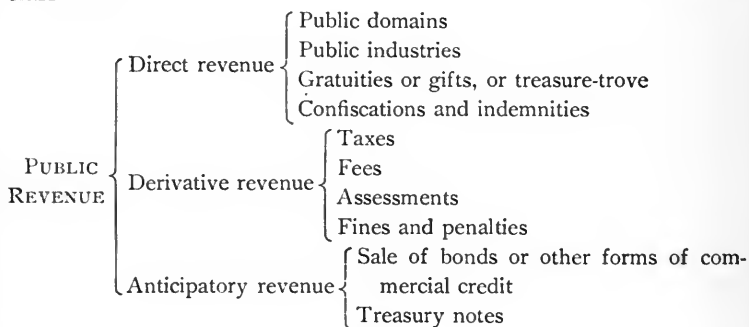 Public domains
Public industries
Direct revenue
Gratuities or gifts, or treasure-trove
Confiscations and indemnities
Taxes
Fees
PUBLIC
REVENUE
Derivative revenue
Assessments
Fines and penalties
Sale of bonds or other forms of com-
mercial credit
Anticipatory revenue
Treasury notes